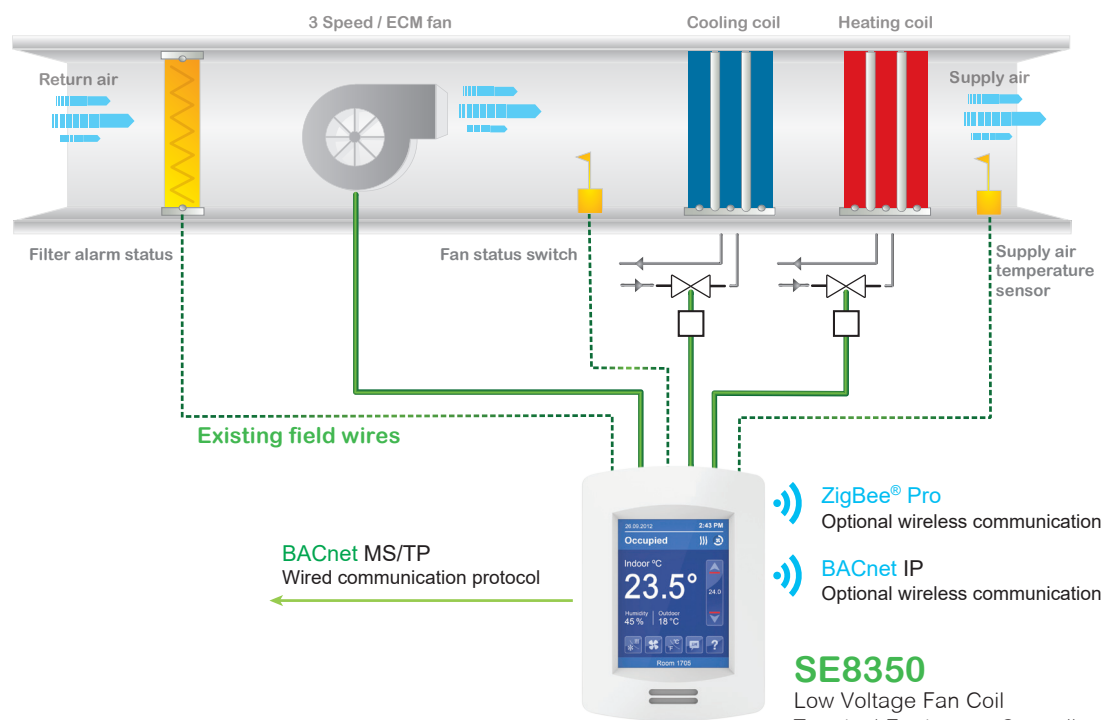 3 Speed / ECM fan
Cooling coil
Heating coil
Return air
Supply air
Filter alarm status
Fan status switch
Supply air
temperature
sensor
Existing field wires
BACnet MS/TP
Wired communication protocol
26.09.2012 2:43 PM
Occupied
Indoor ºC
23.5°
24.0
Humidity Outdoor
45 % 18 °C
°C
°F
?
Room 1705
ZigBee® Pro
Optional wireless communication
BACnet IP
Optional wireless communication
SE8350
Low Voltage Fan Coil